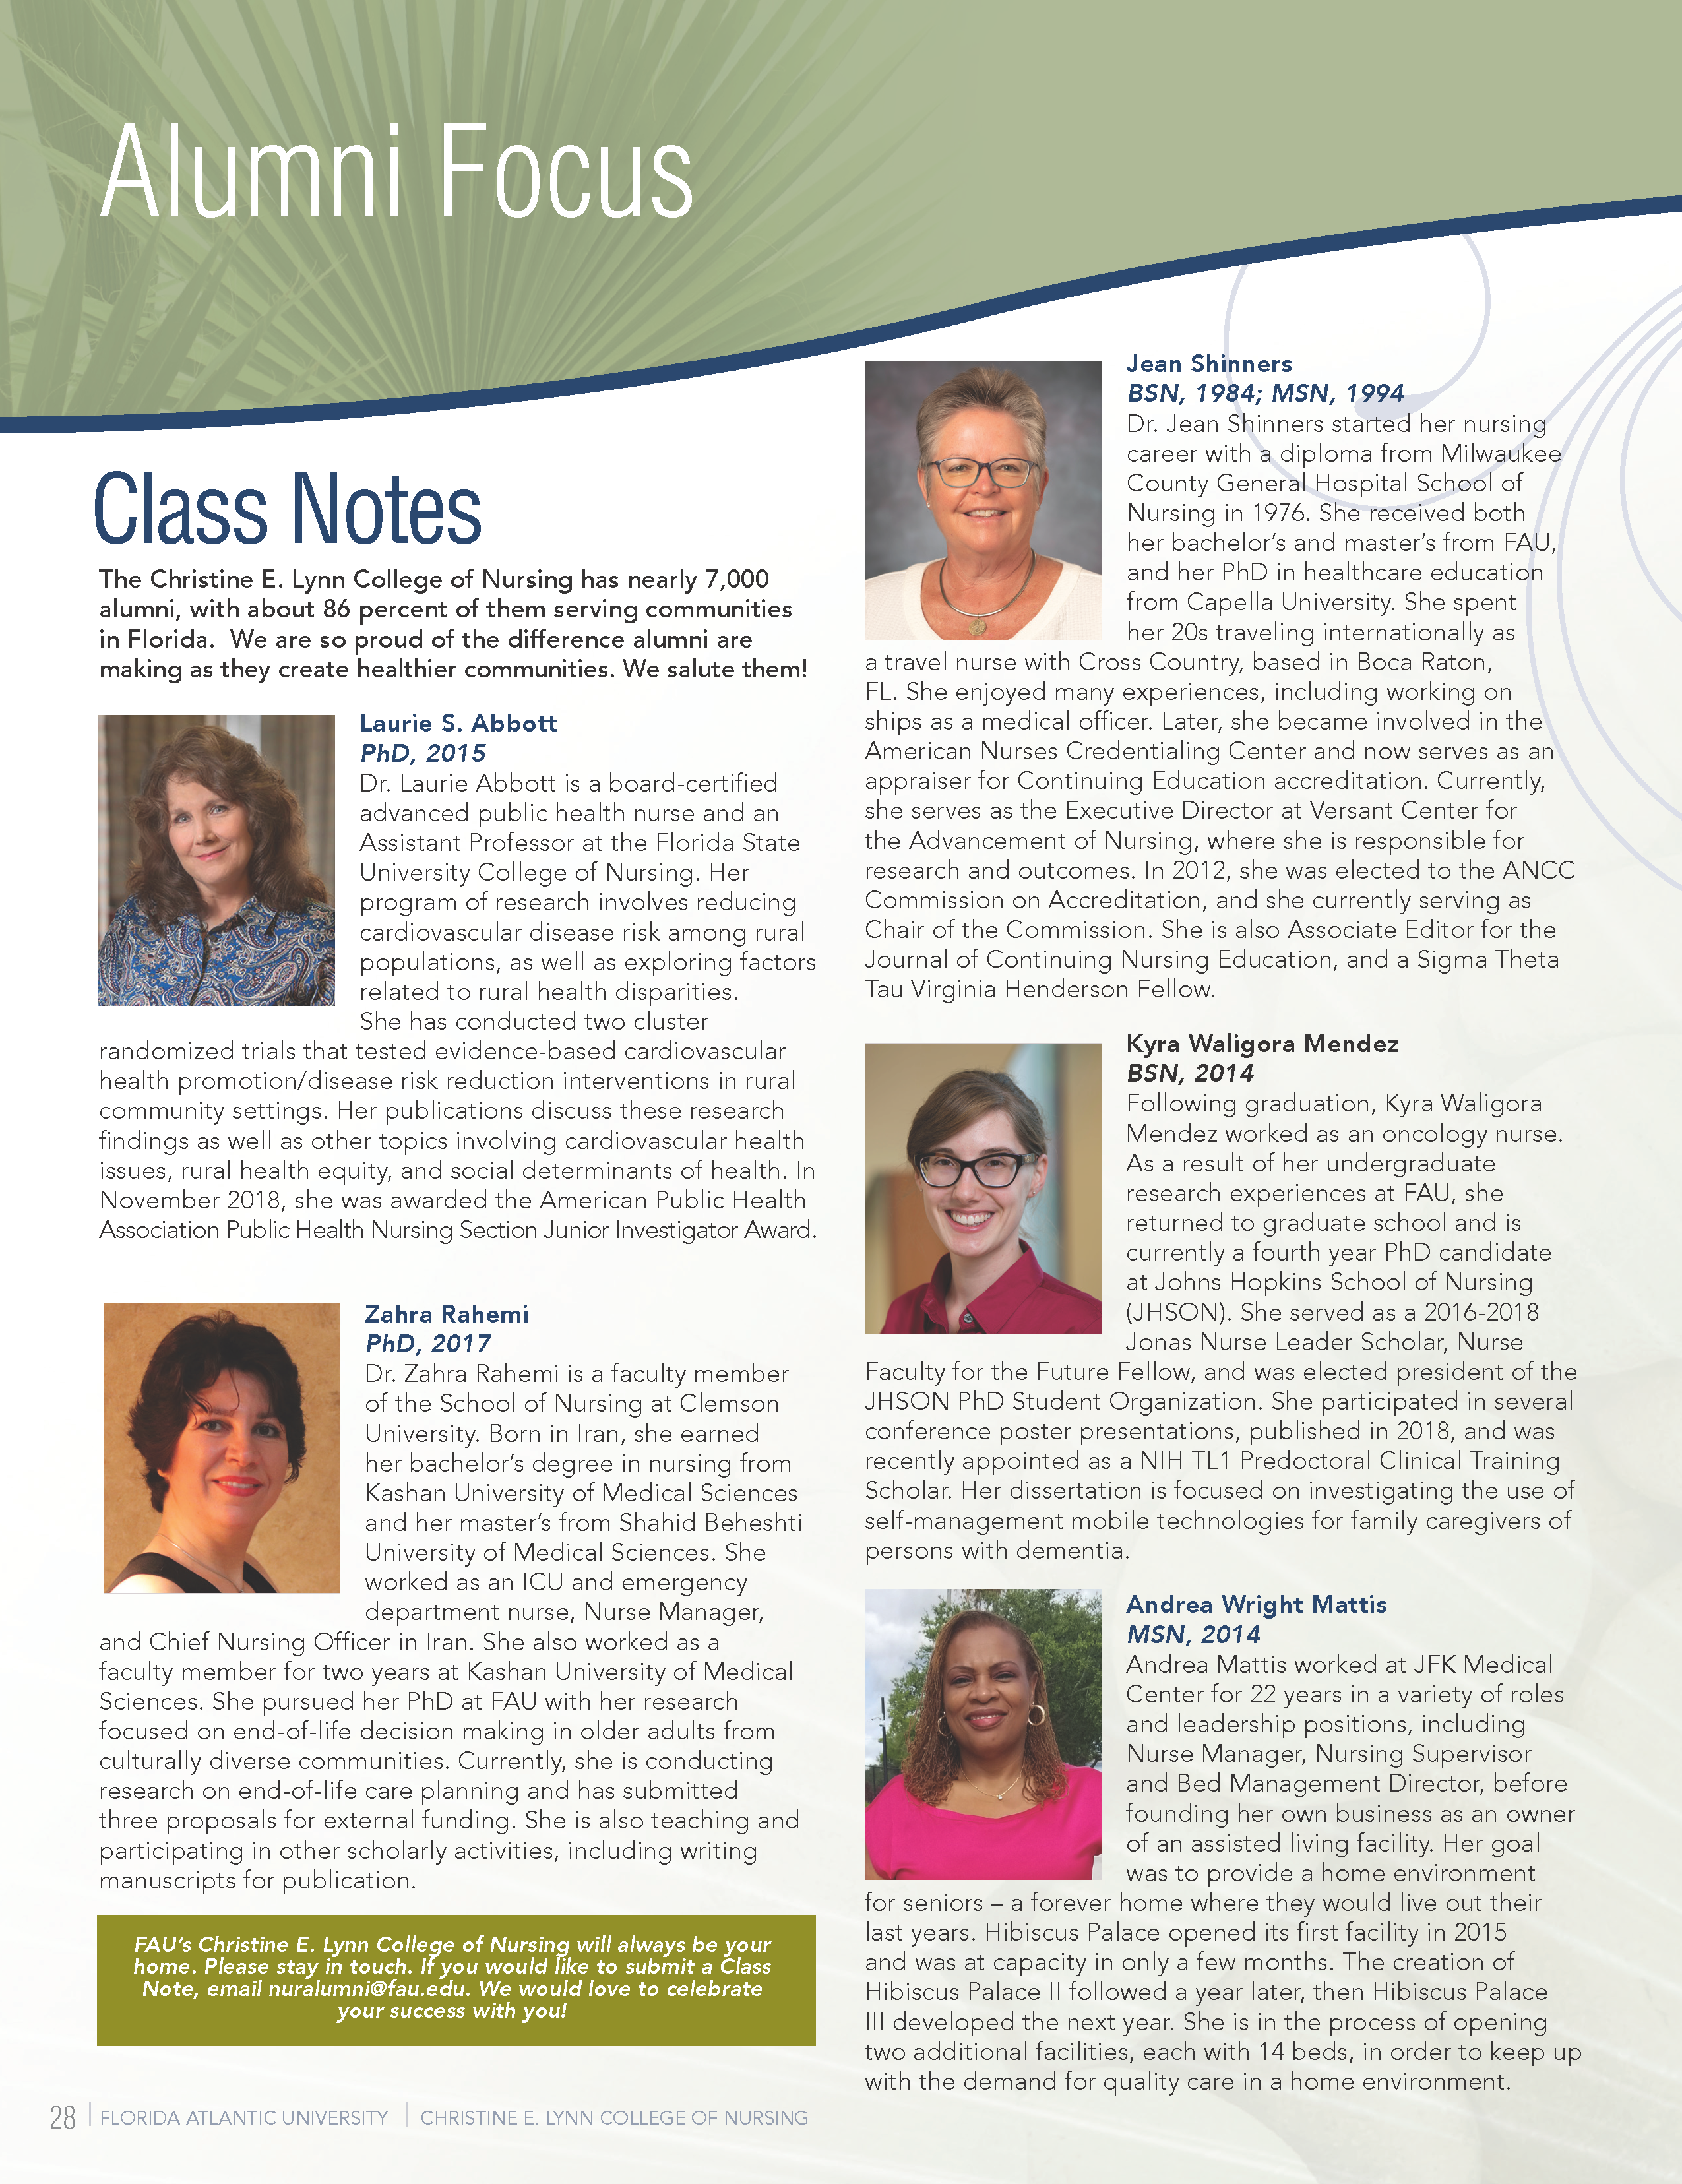 Alumni Focus
Class Notes
The Christine E. Lynn College of Nursing has nearly 7,000
alumni, with about 86 percent of them serving communities
in Florida.  We are so proud of the difference alumni are
making as they create healthier communities. We salute them!
Laurie S. Abbott
PhD, 2015
Dr. Laurie Abbott is a board-certified
advanced public health nurse and an
Assistant Professor at the Florida State
University College of Nursing. Her
program of research involves reducing
cardiovascular disease risk among rural
populations, as well as exploring factors
related to rural health disparities.
She has conducted two cluster
randomized trials that tested evidence-based cardiovascular
health promotion/disease risk reduction interventions in rural
community settings. Her publications discuss these research
findings as well as other topics involving cardiovascular health
issues, rural health equity, and social determinants of health. In
November 2018, she was awarded the American Public Health
Association Public Health Nursing Section Junior Investigator Award.
Zahra Rahemi
PhD, 2017
Dr. Zahra Rahemi is a faculty member
of the School of Nursing at Clemson
University. Born in Iran, she earned
her bachelor's degree in nursing from
Kashan University of Medical Sciences
and her master's from Shahid Beheshti
University of Medical Sciences. She
worked as an ICU and emergency
department nurse, Nurse Manager,
and Chief Nursing Officer in Iran. She also worked as a
faculty member for two years at Kashan University of Medical
Sciences. She pursued her PhD at FAU with her research
focused on end-of-life decision making in older adults from
culturally diverse communities. Currently, she is conducting
research on end-of-life care planning and has submitted
three proposals for external funding. She is also teaching and
participating in other scholarly activities, including writing
manuscripts for publication.
FAU's Christine E. Lynn College of Nursing will always be your
home. Please stay in touch. If you would like to submit a Class
Note, email nuralumni@fau.edu. We would love to celebrate
your success with you!
Jean Shinners
BSN, 1984; MSN, 1994
Dr. Jean Shinners started her nursing
career with a diploma from Milwaukee
County General Hospital School of
Nursing in 1976. She received both
her bachelor's and master's from FAU,
and her PhD in healthcare education
from Capella University. She spent
her 20s traveling internationally as
a travel nurse with Cross Country, based in Boca Raton,
FL. She enjoyed many experiences, including working on
ships as a medical officer. Later, she became involved in the
American Nurses Credentialing Center and now serves as an
appraiser for Continuing Education accreditation. Currently,
she serves as the Executive Director at Versant Center for
the Advancement of Nursing, where she is responsible for
research and outcomes. In 2012, she was elected to the ANCC
Commission on Accreditation, and she currently serving as
Chair of the Commission. She is also Associate Editor for the
Journal of Continuing Nursing Education, and a Sigma Theta
Tau Virginia Henderson Fellow.
Kyra Waligora Mendez
BSN, 2014
Following graduation, Kyra Waligora
Mendez worked as an oncology nurse.
As a result of her undergraduate
research experiences at FAU, she
returned to graduate school and is
currently a fourth year PhD candidate
at Johns Hopkins School of Nursing
(JHSON). She served as a 2016-2018
Jonas Nurse Leader Scholar, Nurse
Faculty for the Future Fellow, and was elected president of the
JHSON PhD Student Organization. She participated in several
conference poster presentations, published in 2018, and was
recently appointed as a NIH TL1 Predoctoral Clinical Training
Scholar. Her dissertation is focused on investigating the use of
self-management mobile technologies for family caregivers of
persons with dementia.
Andrea Wright Mattis
MSN, 2014
Andrea Mattis worked at JFK Medical
Center for 22 years in a variety of roles
and leadership positions, including
Nurse Manager, Nursing Supervisor
and Bed Management Director, before
founding her own business as an owner
of an assisted living facility. Her goal
was to provide a home environment
for seniors – a forever home where they would live out their
last years. Hibiscus Palace opened its first facility in 2015
and was at capacity in only a few months. The creation of
Hibiscus Palace II followed a year later, then Hibiscus Palace
III developed the next year. She is in the process of opening
two additional facilities, each with 14 beds, in order to keep up
with the demand for quality care in a home environment.
28 | FLORIDA ATLANTIC UNIVERSITY | CHRISTINE E. LYNN COLLEGE OF NURSING